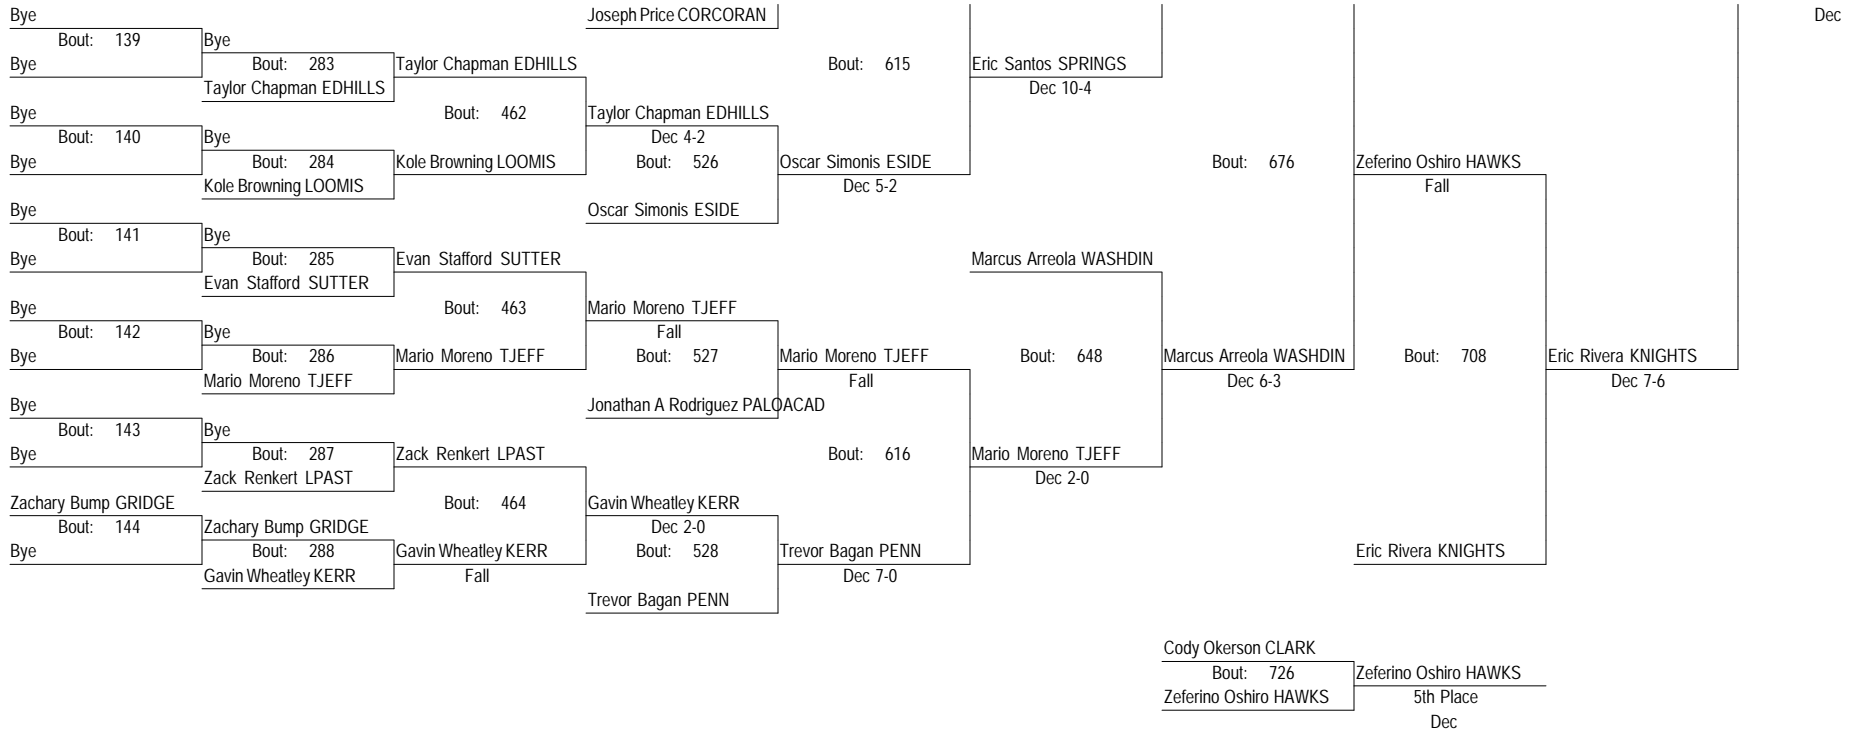 Bye
Joseph Price CORCORAN
Dec
Bout: 139
Bye
Bye
Bout: 283
Taylor Chapman EDHILLS
Bout: 615
Eric Santos SPRINGS
Taylor Chapman EDHILLS
Dec 10-4
Bye
Bout: 462
Taylor Chapman EDHILLS
Bout: 140
Bye
Dec 4-2
Bye
Bout: 284
Kole Browning LOOMIS
Bout: 526
Oscar Simonis ESIDE
Bout: 676
Zeferino Oshiro HAWKS
Kole Browning LOOMIS
Dec 5-2
Fall
Bye
Oscar Simonis ESIDE
Bout: 141
Bye
Bye
Bout: 285
Evan Stafford SUTTER
Marcus Arreola WASHDIN
Evan Stafford SUTTER
Bye
Bout: 463
Mario Moreno TJEFF
Bout: 142
Bye
Fall
Bye
Bout: 286
Mario Moreno TJEFF
Bout: 527
Mario Moreno TJEFF
Bout: 648
Marcus Arreola WASHDIN
Bout: 708
Eric Rivera KNIGHTS
Mario Moreno TJEFF
Fall
Dec 6-3
Dec 7-6
Bye
Jonathan A Rodriguez PALOACAD
Bout: 143
Bye
Bye
Bout: 287
Zack Renkert LPAST
Bout: 616
Mario Moreno TJEFF
Zack Renkert LPAST
Dec 2-0
Zachary Bump GRIDGE
Bout: 464
Gavin Wheatley KERR
Bout: 144
Zachary Bump GRIDGE
Dec 2-0
Bye
Bout: 288
Gavin Wheatley KERR
Bout: 528
Trevor Bagan PENN
Eric Rivera KNIGHTS
Gavin Wheatley KERR
Fall
Dec 7-0
Trevor Bagan PENN
Cody Okerson CLARK
Bout: 726
Zeferino Oshiro HAWKS
Zeferino Oshiro HAWKS
5th Place
Dec